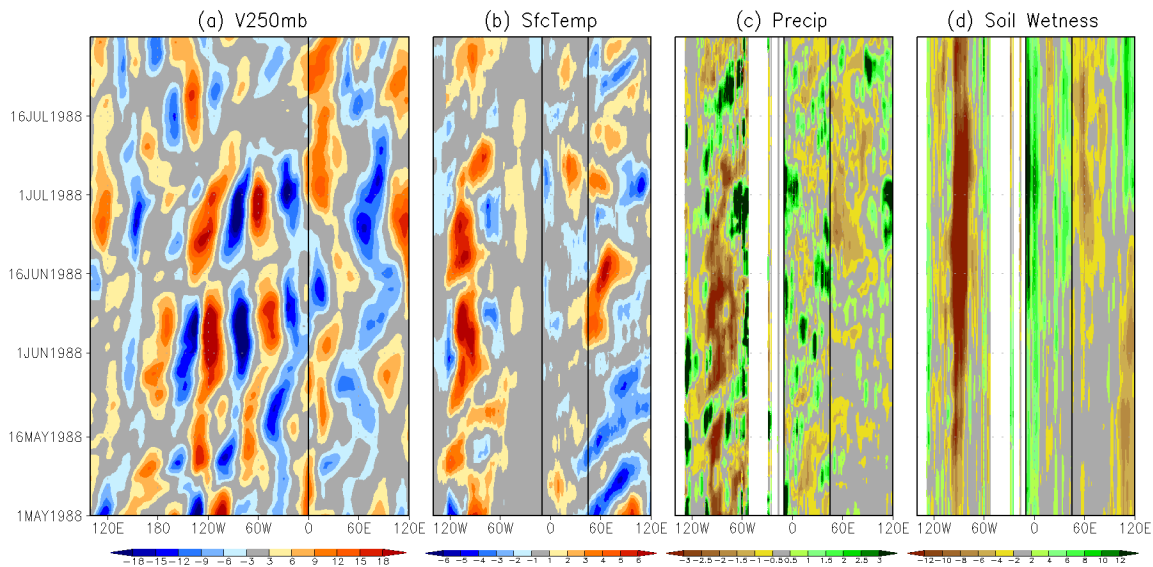 (a) V250mb
(b) SfcTemp
(c) Precip
(d) Soil Wetness
16JUL1988
1JUL1988
16JUN1988
1JUN1988
16MAY1988
1MAY1988
120E 180 120W 60W 0 60E 120E
120W 60W 0 60E 120E
120W 60W 0 60E 120E
120W 60W 0 60E 120E
-18 -15 -12 -9 -6 -3 3 6 9 12 15 18
-6 -5 -4 -3 -2 -1 1 2 3 4 5 6
-3 -2.5 -2 -1.5 -1 -0.5 0.5 1 1.5 2 2.5 3
-12 -10 -8 -6 -4 -2 2 4 6 8 10 12